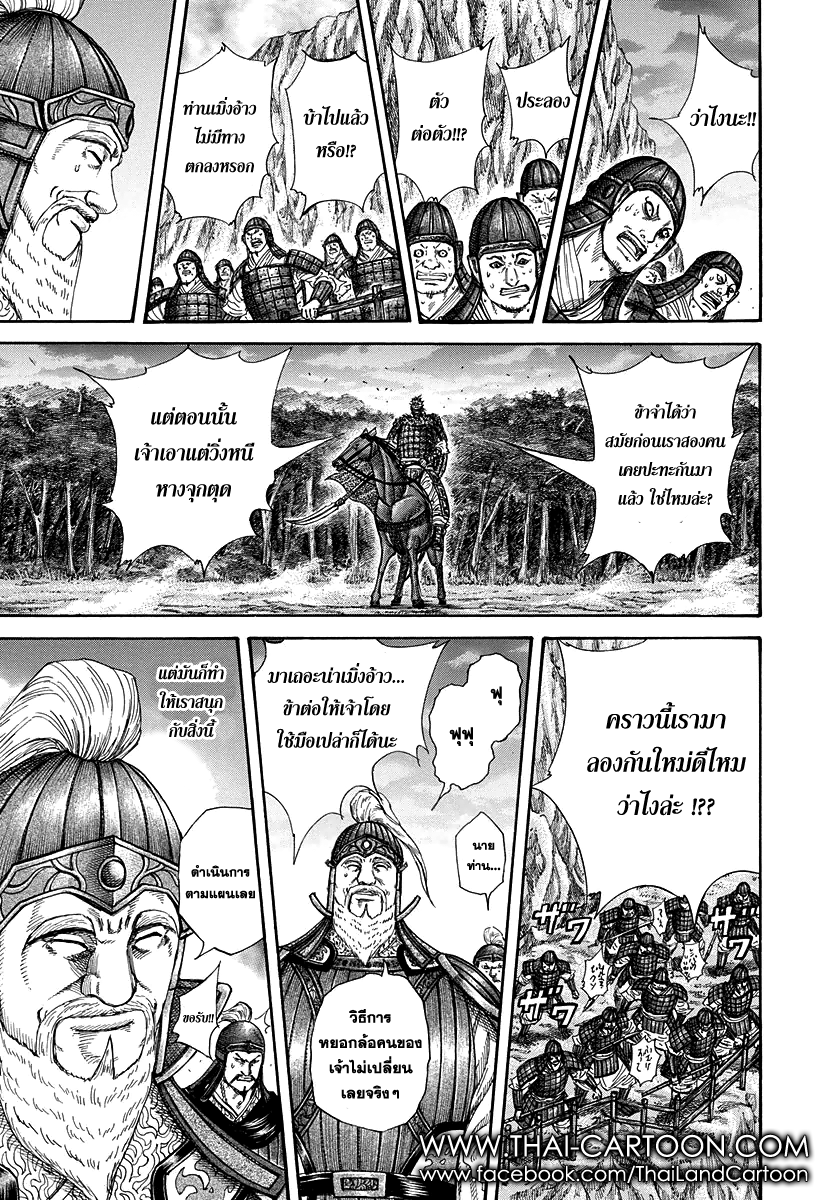 ว่าไงนะ!!
ประลอง
ตัว
ต่อตัว!!?
บ้าไปแล้ว
หรือ!?
ท่านเมิ่งอ้าว
ไม่มีทาง
ตกลงหรอก
ข้าจำได้ว่า
สมัยก่อนเราสองคน
เคยปะทะกันมา
แล้ว ใช่ไหมล่ะ?
แต่ตอนนั้น
เจ้าเอาแต่วิ่งหนี
หางจุกตุด
คราวนี้เรามา
ลองกันใหม่ดีไหม
ว่าไงล่ะ !??
ザワ
ザワ
ฟุ
ฟุฟุ
มาเถอะน่าเมิ่งอ้าว...
ข้าต่อให้เจ้าโดย
ใช้มือเปล่าก็ได้นะ
นาย
ท่าน...
วิธีการ
หยอกล้อคนของ
เจ้าไม่เปลี่ยน
เลยจริงๆ
แต่มันก็ทำ
ให้เราสนุก
กับสิ่งนี้
ดำเนินการ
ตามแผนเลย
ขอรับ!!
WWW.THAI-CARTOON.COM
www.facebook.com/ThaiLandCartoon